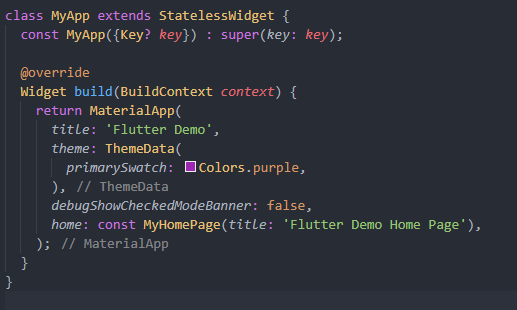 class MyApp extends StatelessWidget {
  const MyApp({Key? key}) : super(key: key);

  @override
  Widget build(BuildContext context) {
    return MaterialApp(
      title: 'Flutter Demo',
      theme: ThemeData(
        primarySwatch: Colors.purple,
      ), // ThemeData
      debugShowCheckedModeBanner: false,
      home: const MyHomePage(title: 'Flutter Demo Home Page'),
    ); // MaterialApp
  }
}